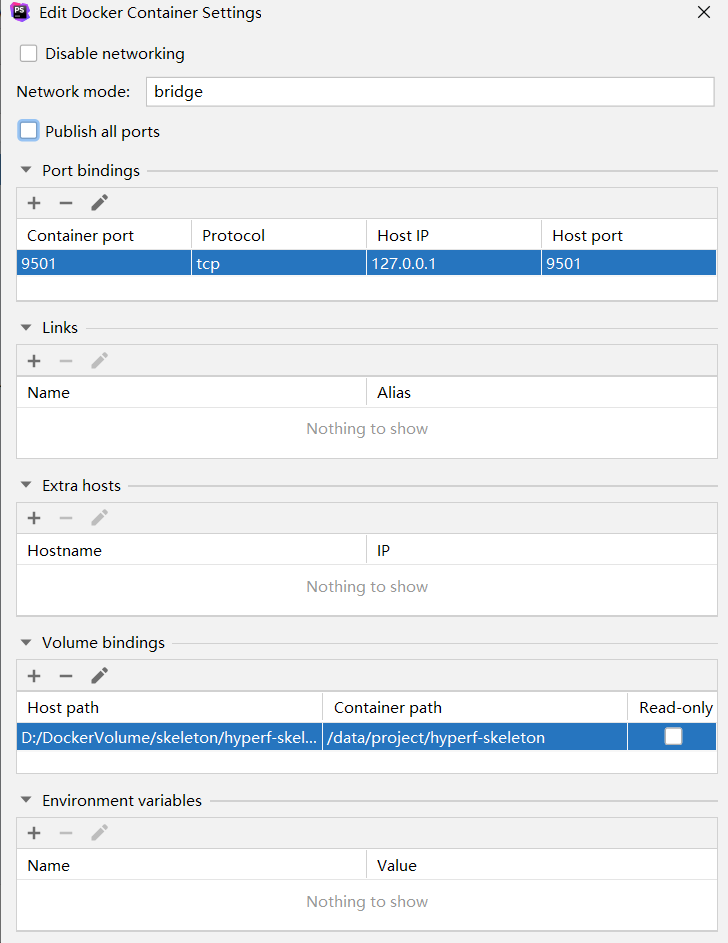 PS
Edit Docker Container Settings
Disable networking
Network mode: bridge
Publish all ports
Port bindings
Container port Protocol Host IP Host port
9501 tcp 127.0.0.1 9501
Links
Name Alias
Nothing to show
Extra hosts
Hostname IP
Nothing to show
Volume bindings
Host path Container path Read-only
D:/DockerVolume/skeleton/hyperf-skel... /data/project/hyperf-skeleton
Environment variables
Name Value
Nothing to show